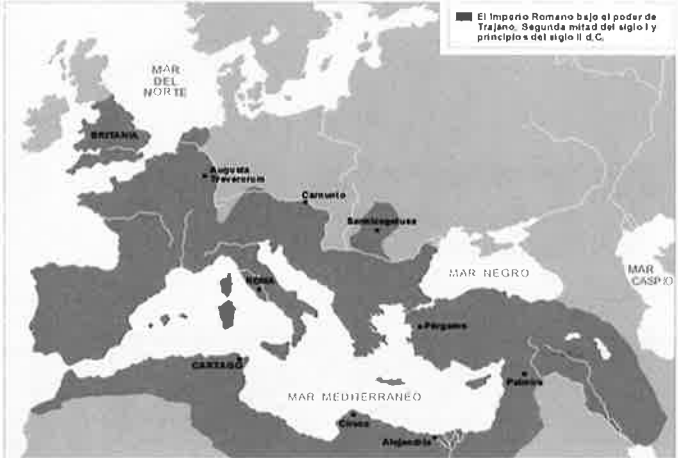 El Imperio Romano bajo el poder de
Trajano, Segunda mitad del siglo I y
principios del siglo II d.C.
MAR
DEL
NORTE
BRITANIA
Augusta
Treverorum
Carnunto
Sarmizegetusa
MAR NEGRO
MAR
CASPIO
ROMA
Pérgamo
CARTAGO
Palmira
MAR MEDITERRANEO
Cirene
Alejandría